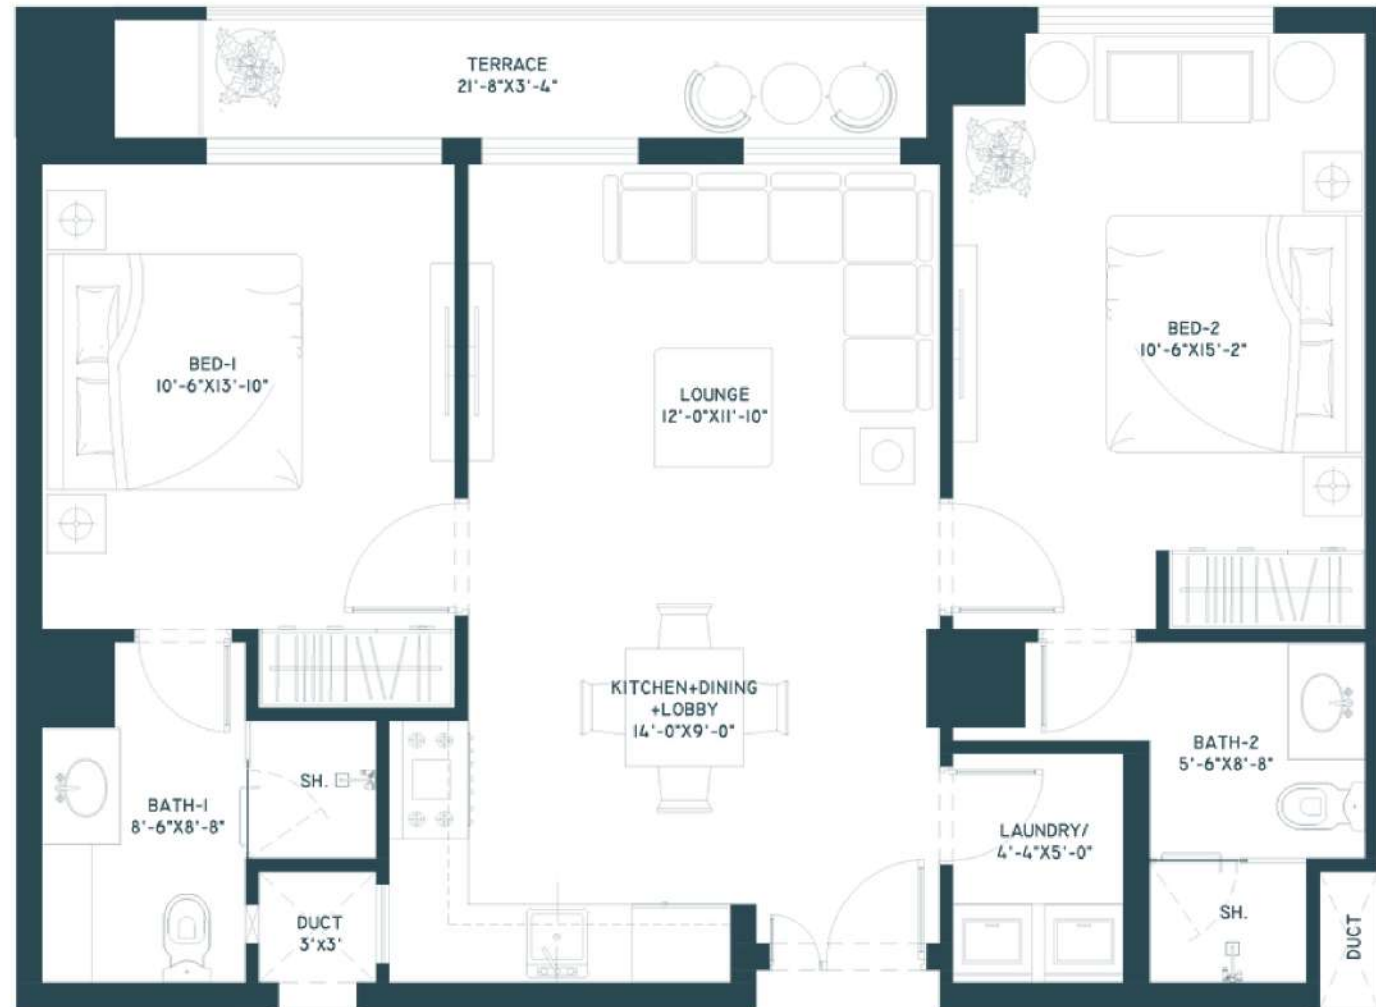 TERRACE
21'-8"X3'-4"
BED-1
10'-6"X13'-10"
LOUNGE
12'-0"X11'-10"
BED-2
10'-6"X15'-2"
KITCHEN+DINING
+LOBBY
14'-0"X9'-0"
BATH-1
8'-6"X8'-8"
SH.
DUCT
3'X3'
LAUNDRY/
4'-4"X5'-0"
BATH-2
5'-6"X8'-8"
SH.
DUCT